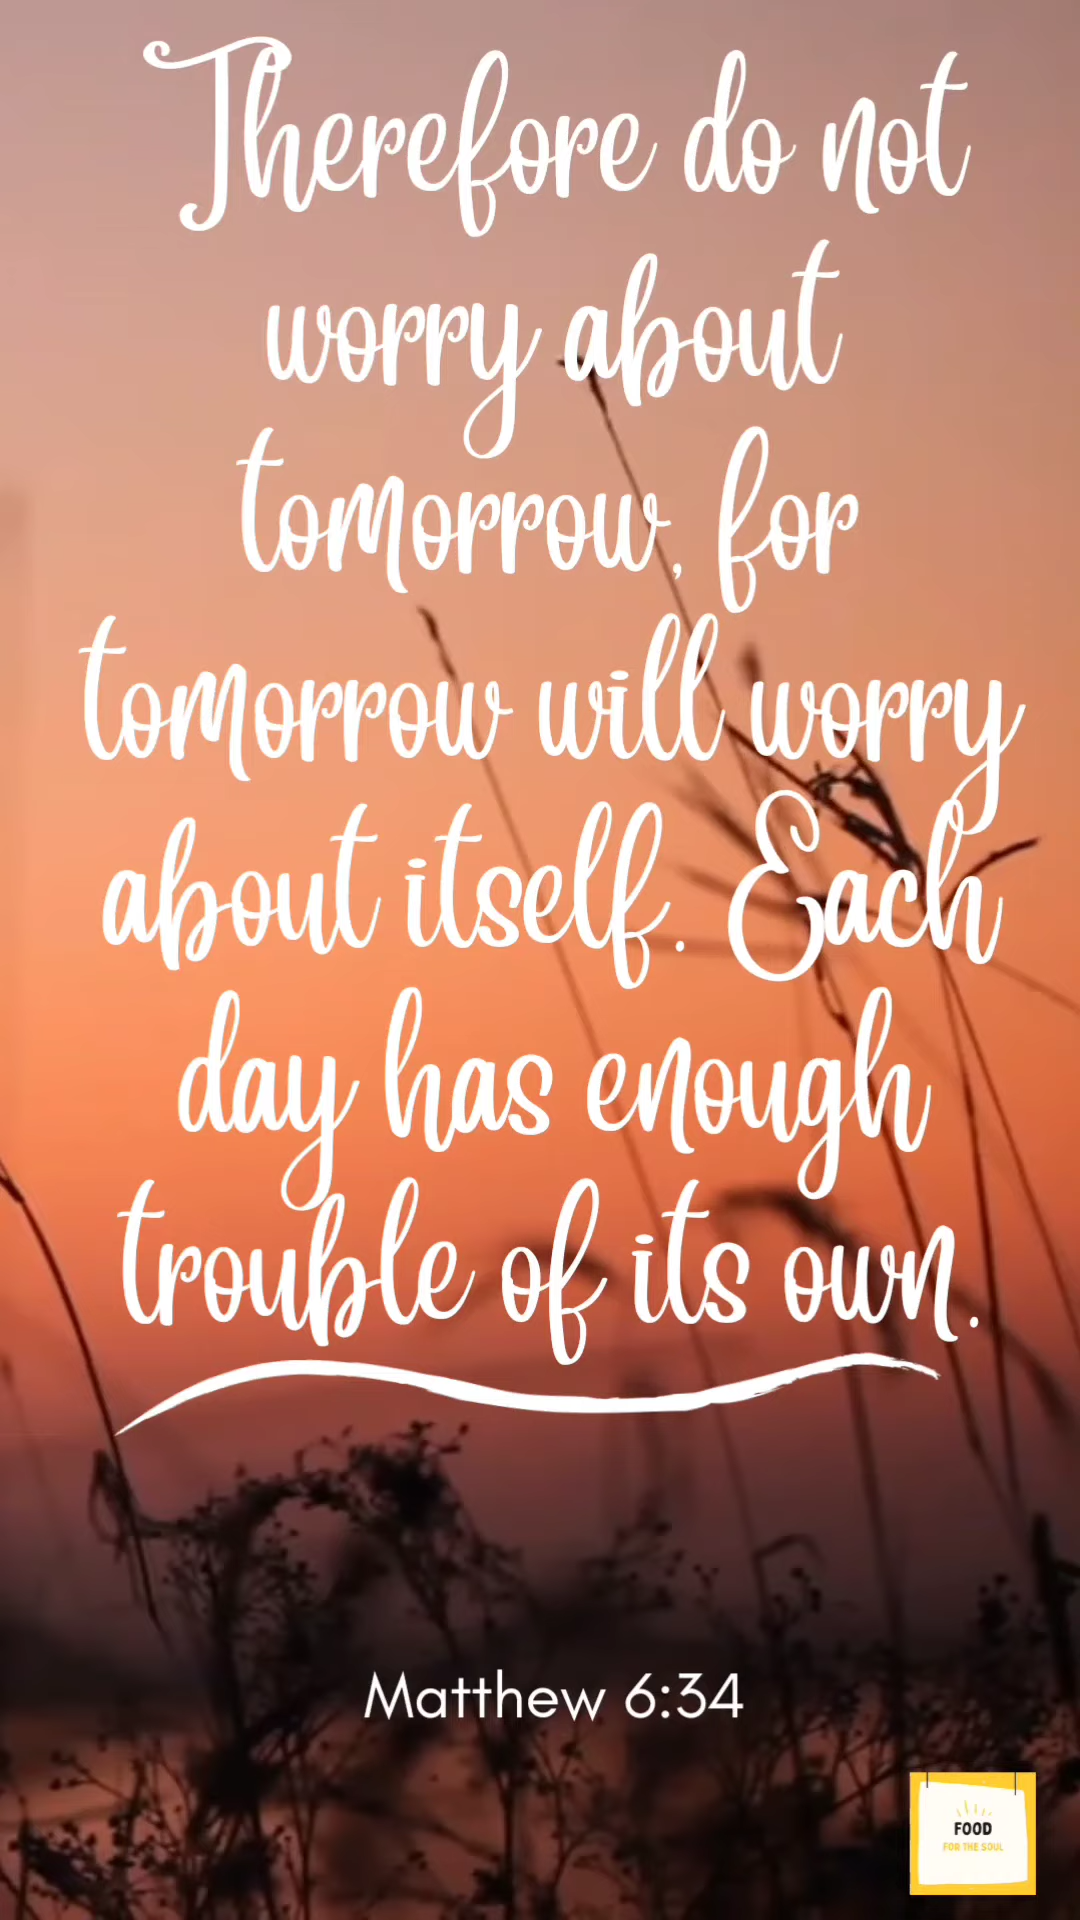 Therefore do not
worry about
tomorrow, for
tomorrow will worry
about itself. Each
day has enough
trouble of its own.
Matthew 6:34
FOOD
FOR THE SOUL